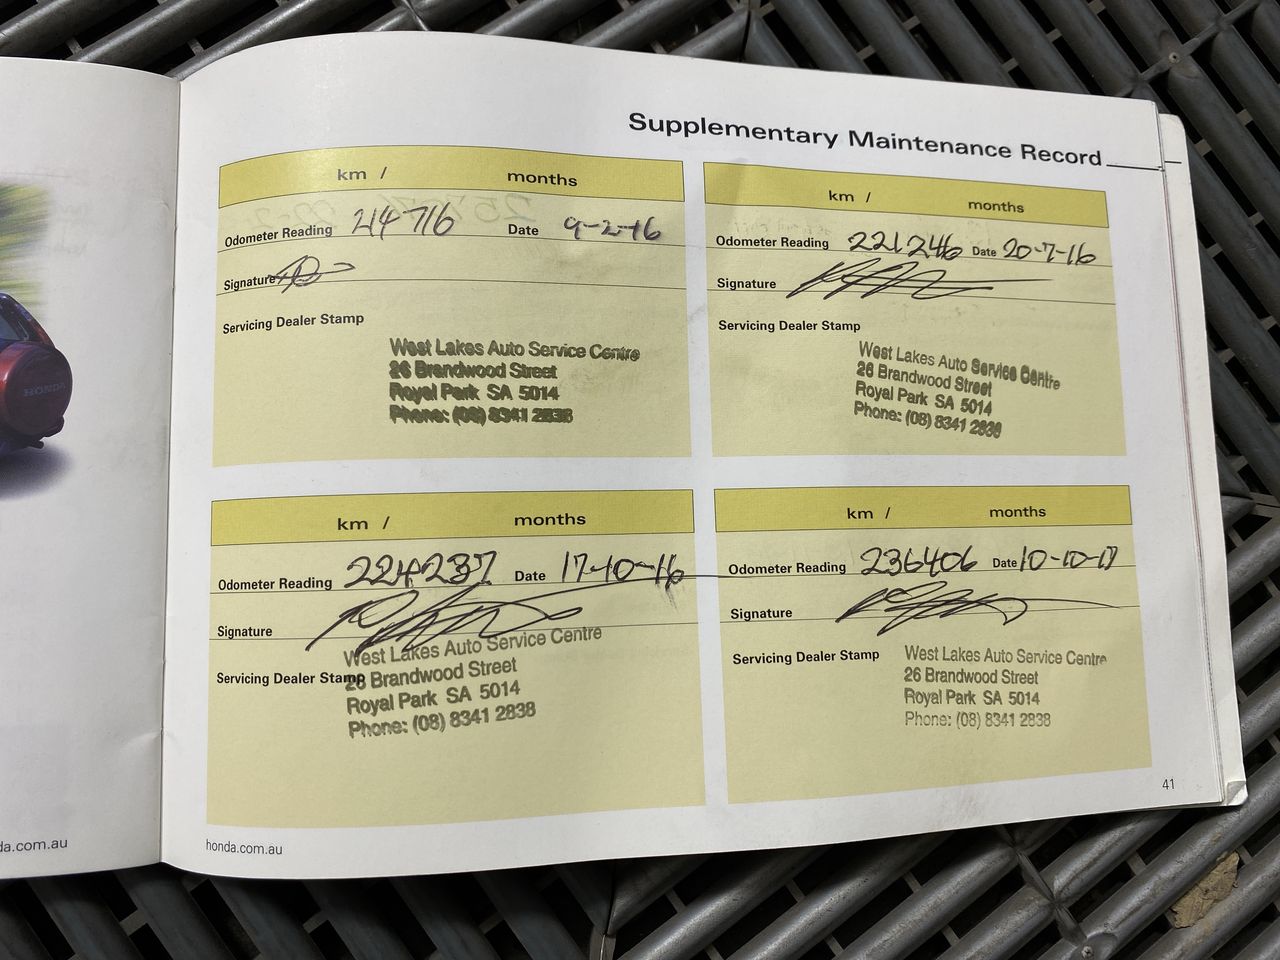 Supplementary Maintenance Record
km / months
Odometer Reading 214716 Date 9-2-16
Signature
Servicing Dealer Stamp
West Lakes Auto Service Centre
26 Brandwood Street
Royal Park SA 5014
Phone: (08) 8341 2838
km / months
Odometer Reading 221246 Date 20-7-16
Signature
Servicing Dealer Stamp
West Lakes Auto Service Centre
26 Brandwood Street
Royal Park SA 5014
Phone: (08) 8341 2838
km / months
Odometer Reading 224237 Date 17-10-16
Signature
Servicing Dealer Stamp
West Lakes Auto Service Centre
26 Brandwood Street
Royal Park SA 5014
Phone: (08) 8341 2838
km / months
Odometer Reading 236406 Date 10-10-17
Signature
Servicing Dealer Stamp
West Lakes Auto Service Centre
26 Brandwood Street
Royal Park SA 5014
Phone: (08) 8341 2838
41
honda.com.au
da.com.au
HONDA